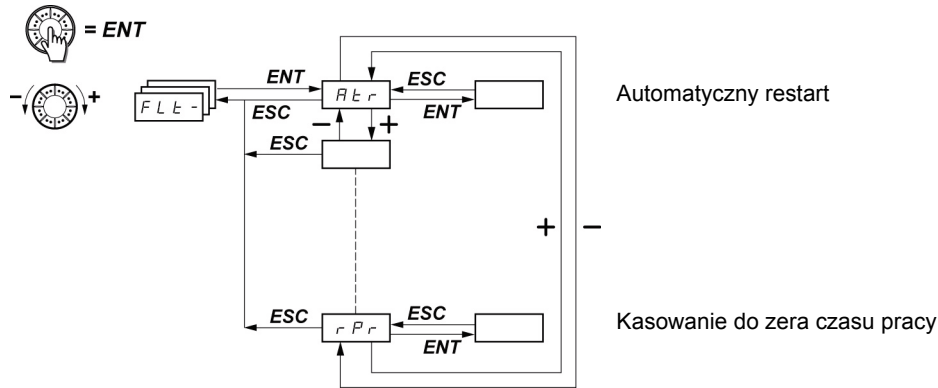 = ENT
- +
FLt-
ENT
ESC
Atr
ESC
ENT
Automatyczny restart
- +
ESC
+ -
ESC
rPr
ESC
ENT
Kasowanie do zera czasu pracy